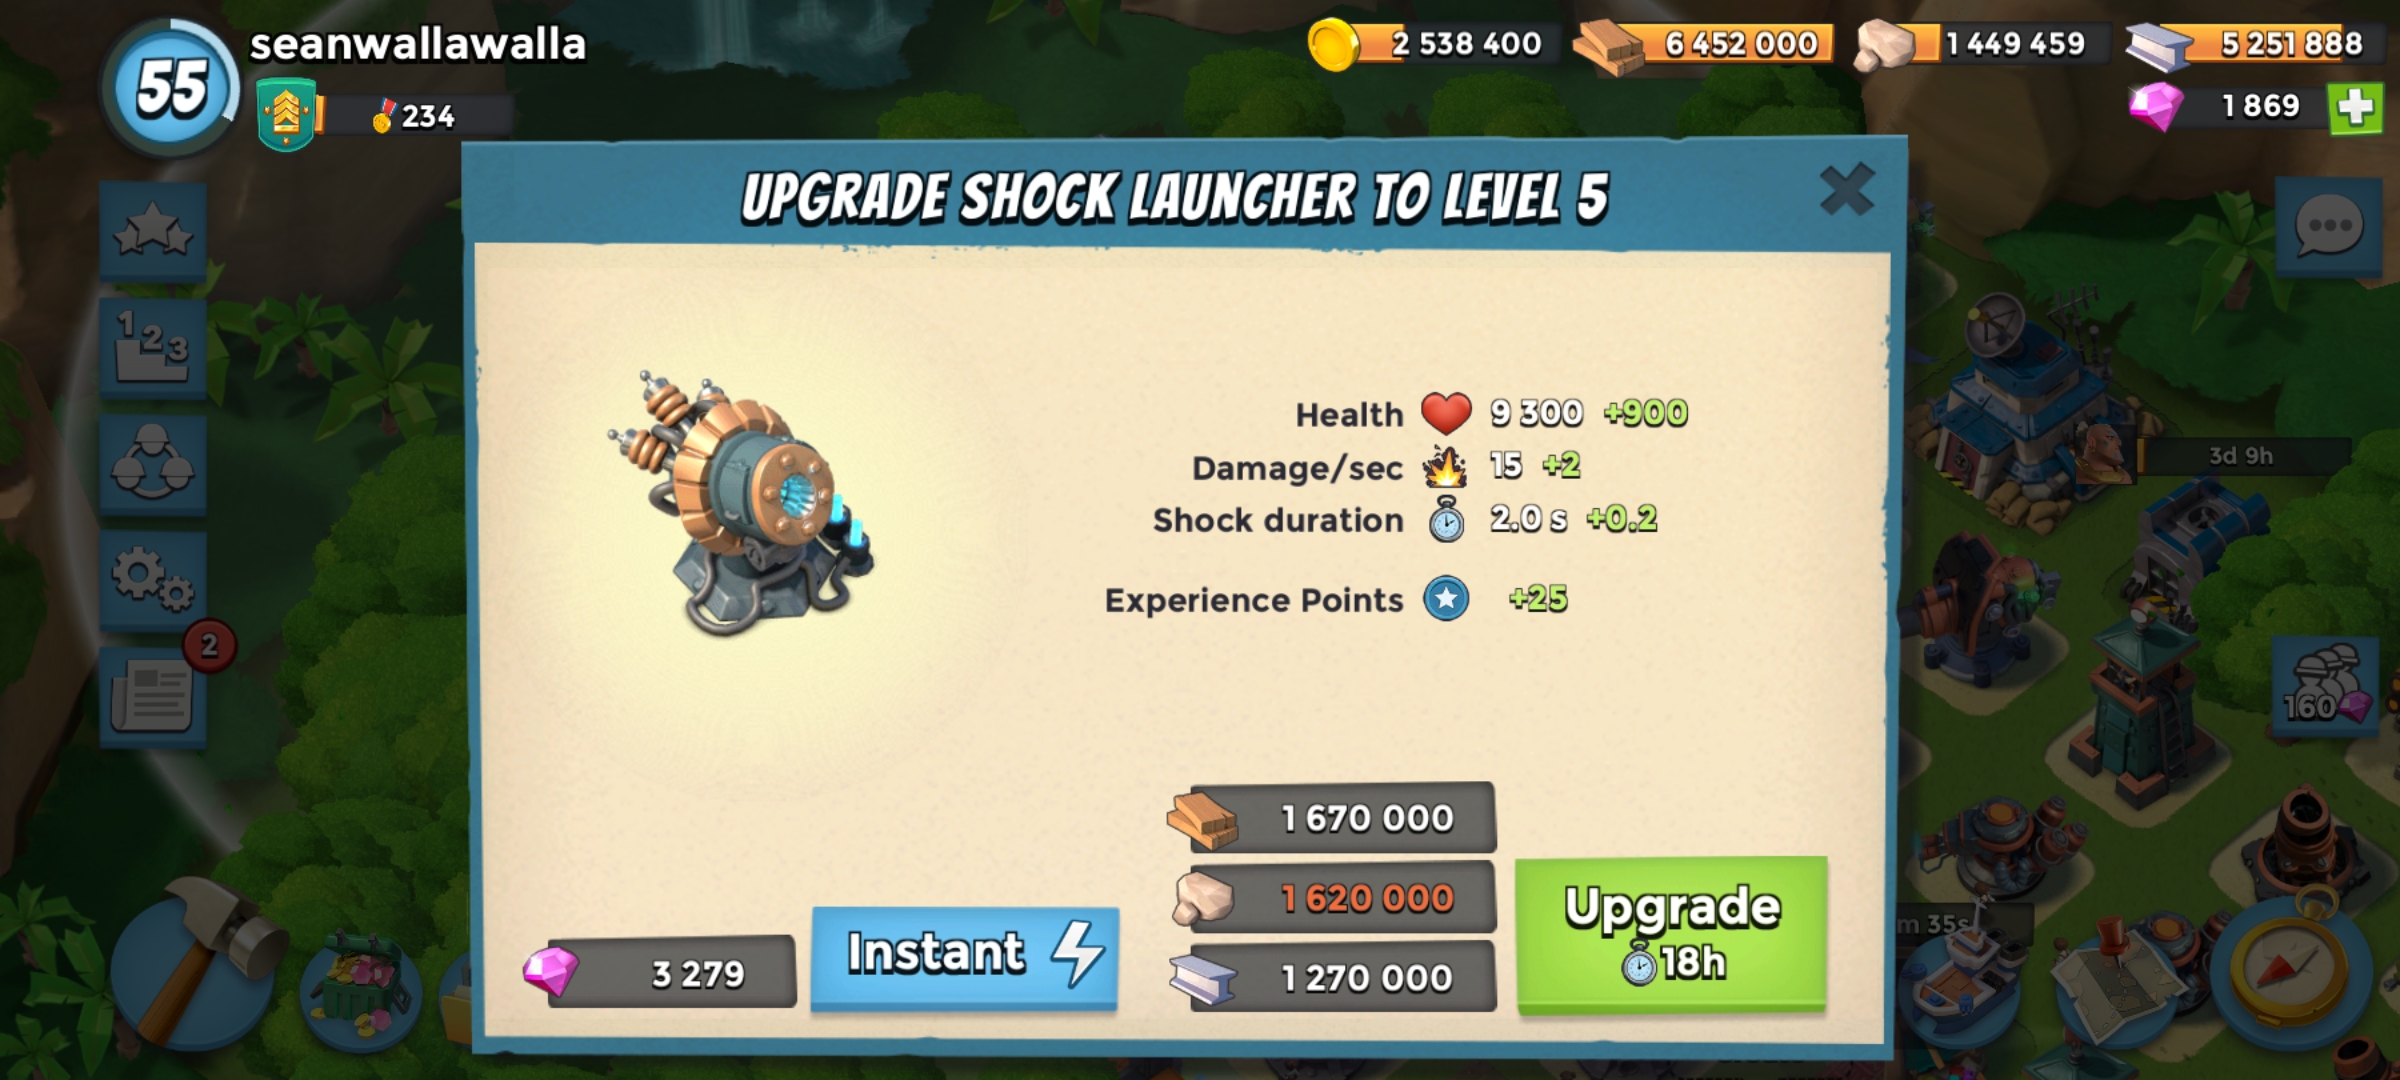 55
seanwallawalla
234
2 538 400
6 452 000
1 449 459
5 251 888
1 869
UPGRADE SHOCK LAUNCHER TO LEVEL 5
1 2 3
2
Health 9 300 +900
Damage/sec 15 +2
Shock duration 2.0 s +0.2
Experience Points +25
3d 9h
160
1 670 000
1 620 000
1 270 000
3 279
Instant
Upgrade
18h
m 35s